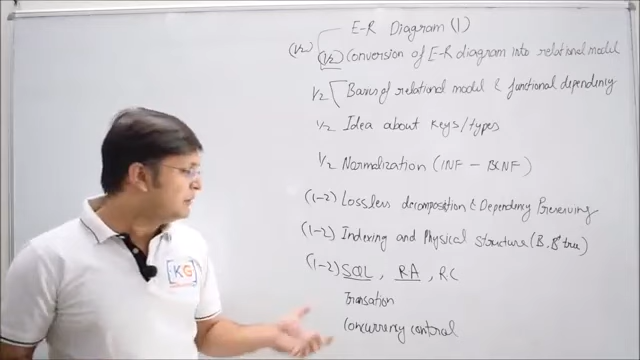 E-R Diagram (1)
(1/2) (1/2) Conversion of E-R diagram into relational model
1/2 Basics of relational model & functional dependency
1/2 Idea about Keys/types
1/2 Normalization (1NF - BCNF)
(1-2) Lossless decomposition & Dependency Preserving
(1-2) Indexing and Physical Structure (B, B+ tree)
(1-2) SQL, RA, RC
Transation
Concurrency control
KG